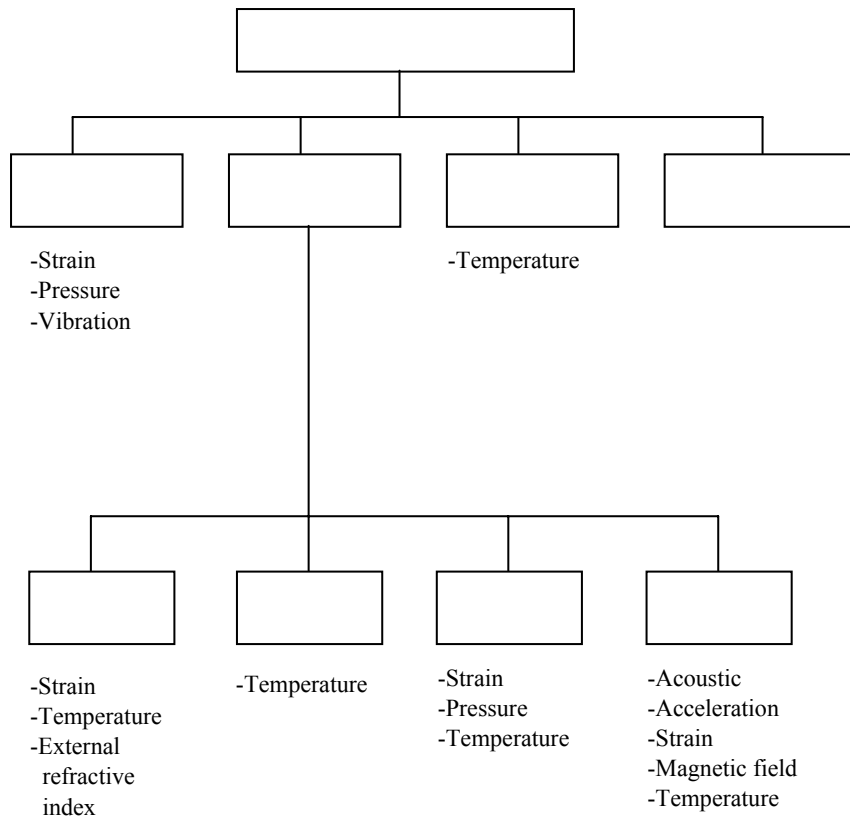 -Strain
-Pressure
-Vibration
-Temperature
-Strain
-Temperature
-External
refractive
index
-Temperature
-Strain
-Pressure
-Temperature
-Acoustic
-Acceleration
-Strain
-Magnetic field
-Temperature